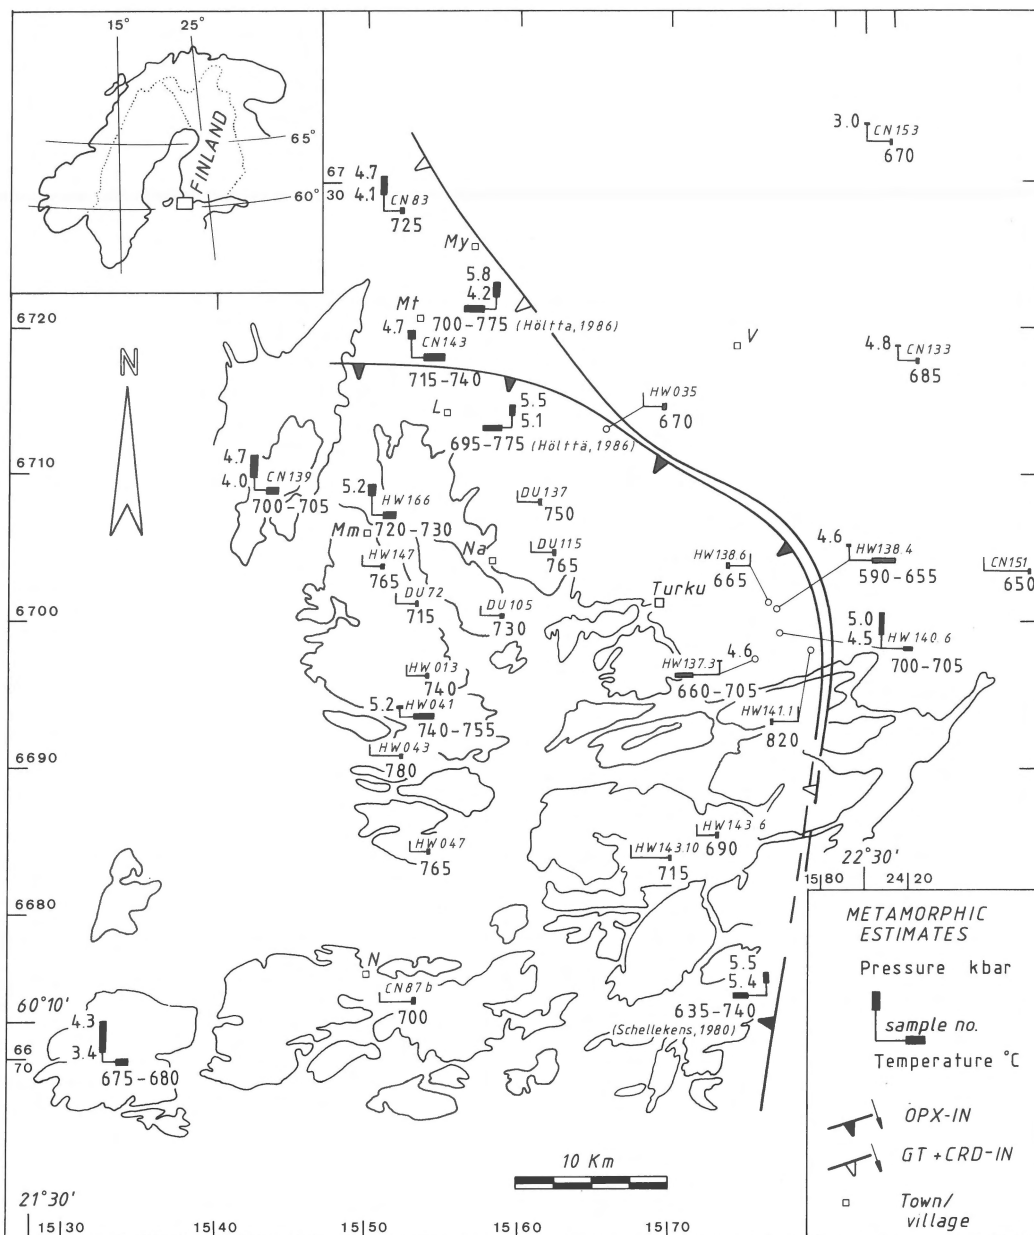 15° 25°
65°
60°
FINLAND
67
30
N
3.0 CN153
670
4.7
4.1 CN83
725
My
5.8
4.2
700-775 (Hölttä, 1986)
Mt
4.7 CN143
715-740
V
4.8 CN133
685
6720
HW035
670
L
5.5
5.1
695-775 (Hölttä, 1986)
6710
4.7
4.0 CN139
700-705
5.2 HW166
720-730
Mm
DU137
750
Na
DU115
765
HW147
765
DU72
715
DU105
730
Turku
HW138.6
665
4.6 HW138.4
590-655
CN151
650
6700
5.0
4.5 HW140.6
700-705
HW013
740
HW137.3 4.6
660-705
5.2 HW041
740-755
HW141.1
820
HW043
780
6690
HW047
765
HW143.6
690
HW143.10
715
22°30'
15|80 24|20
6680
N
CN87b
700
5.5
5.4
635-740
(Schellekens, 1980)
60°10'
4.3
3.4
675-680
66
70
METAMORPHIC
ESTIMATES
Pressure kbar
sample no.
Temperature °C
OPX-IN
GT+CRD-IN
Town/
village
10 Km
21°30'
15|30 15|40 15|50 15|60 15|70